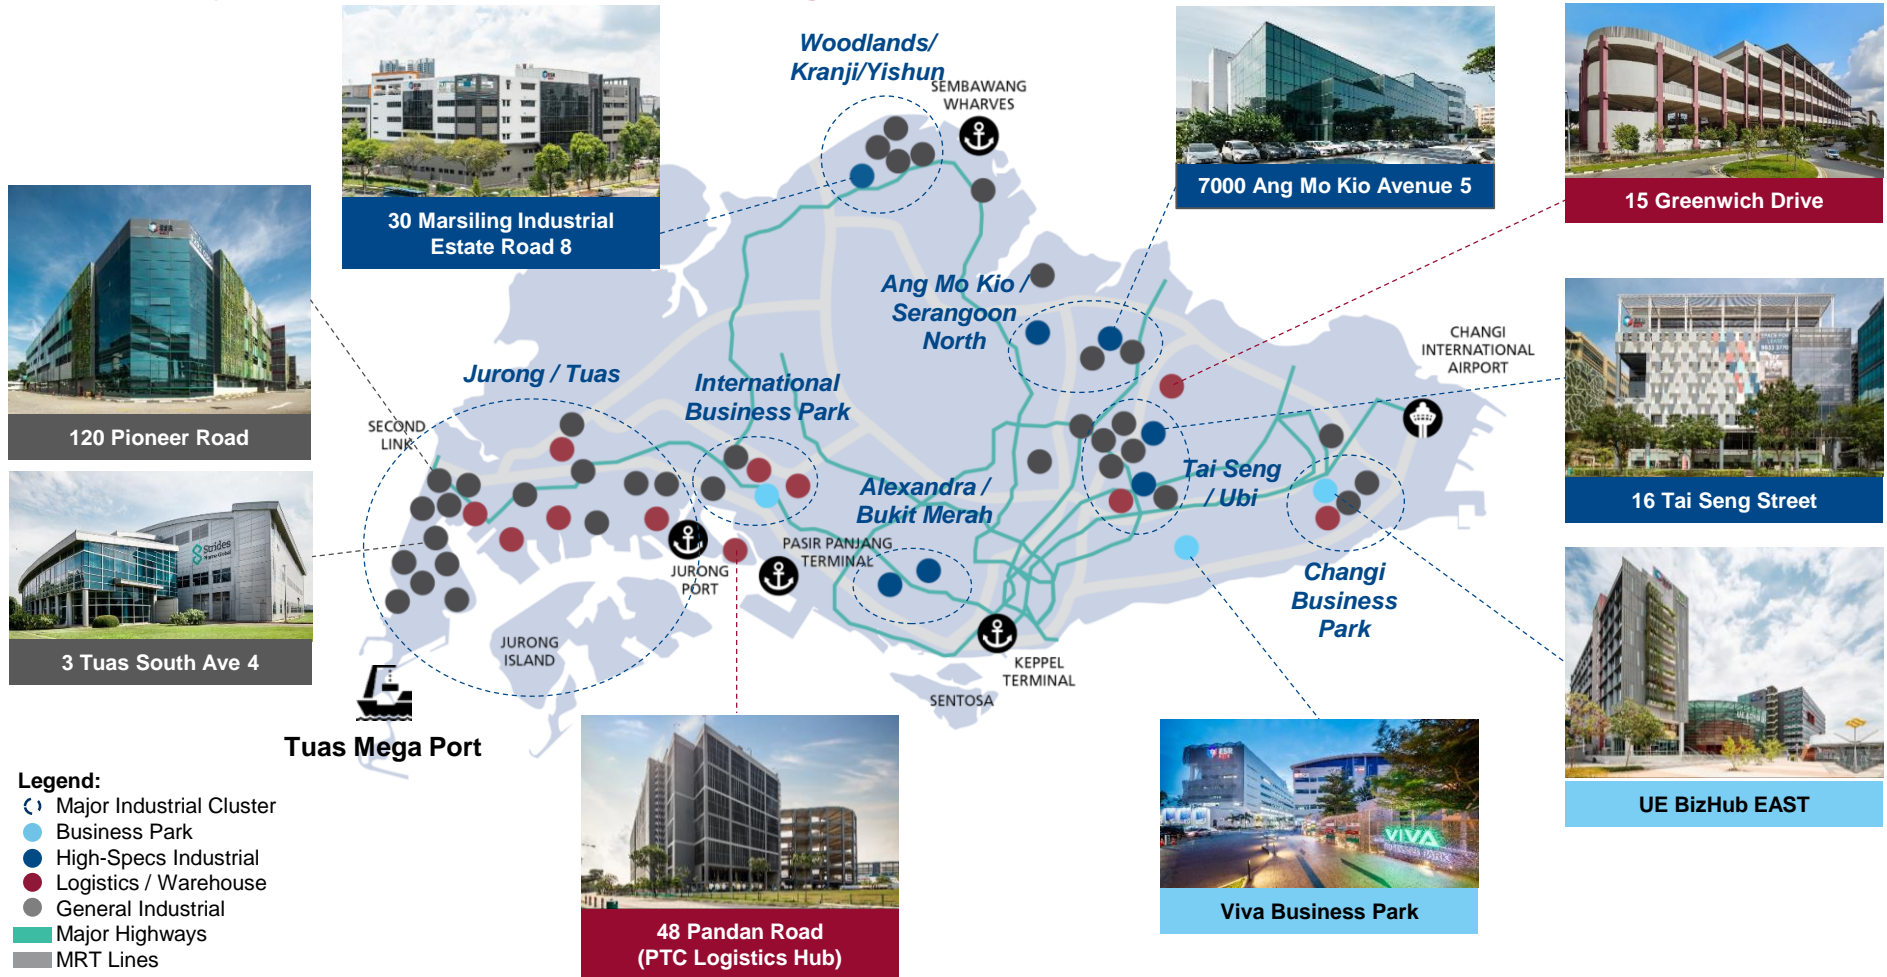 Woodlands/
Kranji/Yishun
SEMBAWANG
WHARVES
30 Marsiling Industrial
Estate Road 8
7000 Ang Mo Kio Avenue 5
15 Greenwich Drive
120 Pioneer Road
Ang Mo Kio /
Serangoon
North
CHANGI
INTERNATIONAL
AIRPORT
Jurong / Tuas
International
Business Park
SECOND
LINK
Alexandra /
Bukit Merah
Tai Seng
/ Ubi
16 Tai Seng Street
Strides
3 Tuas South Ave 4
JURONG
PORT
PASIR PANJANG
TERMINAL
Changi
Business
Park
JURONG
ISLAND
KEPPEL
TERMINAL
SENTOSA
Tuas Mega Port
UE BizHub EAST
ESR
VIVA
BUSINESS PARK
Viva Business Park
48 Pandan Road
(PTC Logistics Hub)
Legend:
Major Industrial Cluster
Business Park
High-Specs Industrial
Logistics / Warehouse
General Industrial
Major Highways
MRT Lines